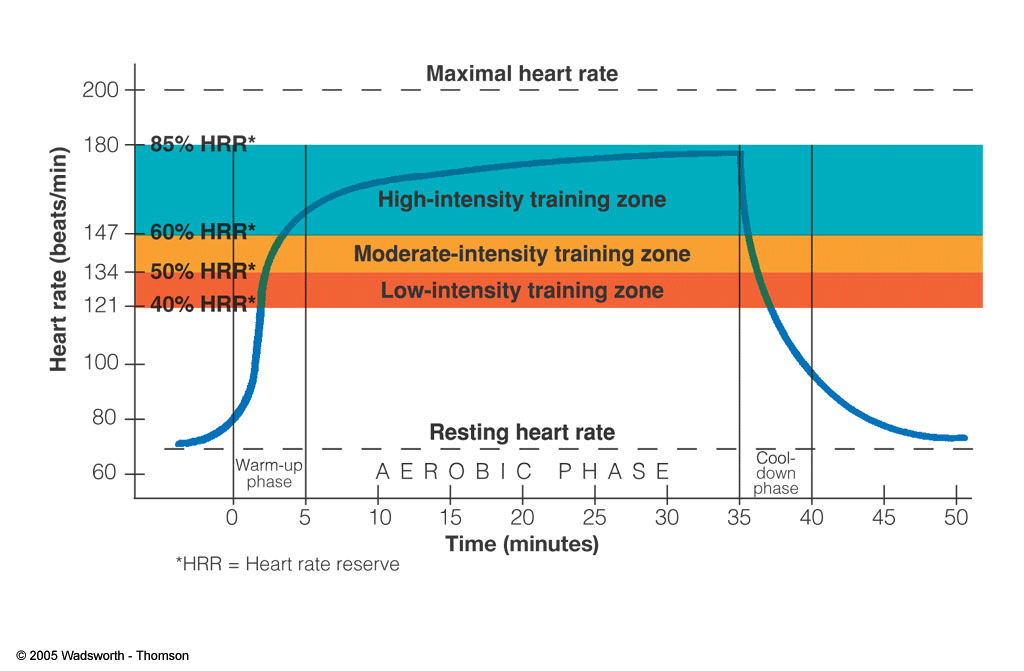 Maximal heart rate
200
180
85% HRR*
High-intensity training zone
147
60% HRR*
Moderate-intensity training zone
134
50% HRR*
Low-intensity training zone
121
40% HRR*
100
80
60
Heart rate (beats/min)
Resting heart rate
Warm-up
phase
AEROBIC PHASE
Cool-
down
phase
0 5 10 15 20 25 30 35 40 45 50
Time (minutes)
*HRR = Heart rate reserve
© 2005 Wadsworth - Thomson